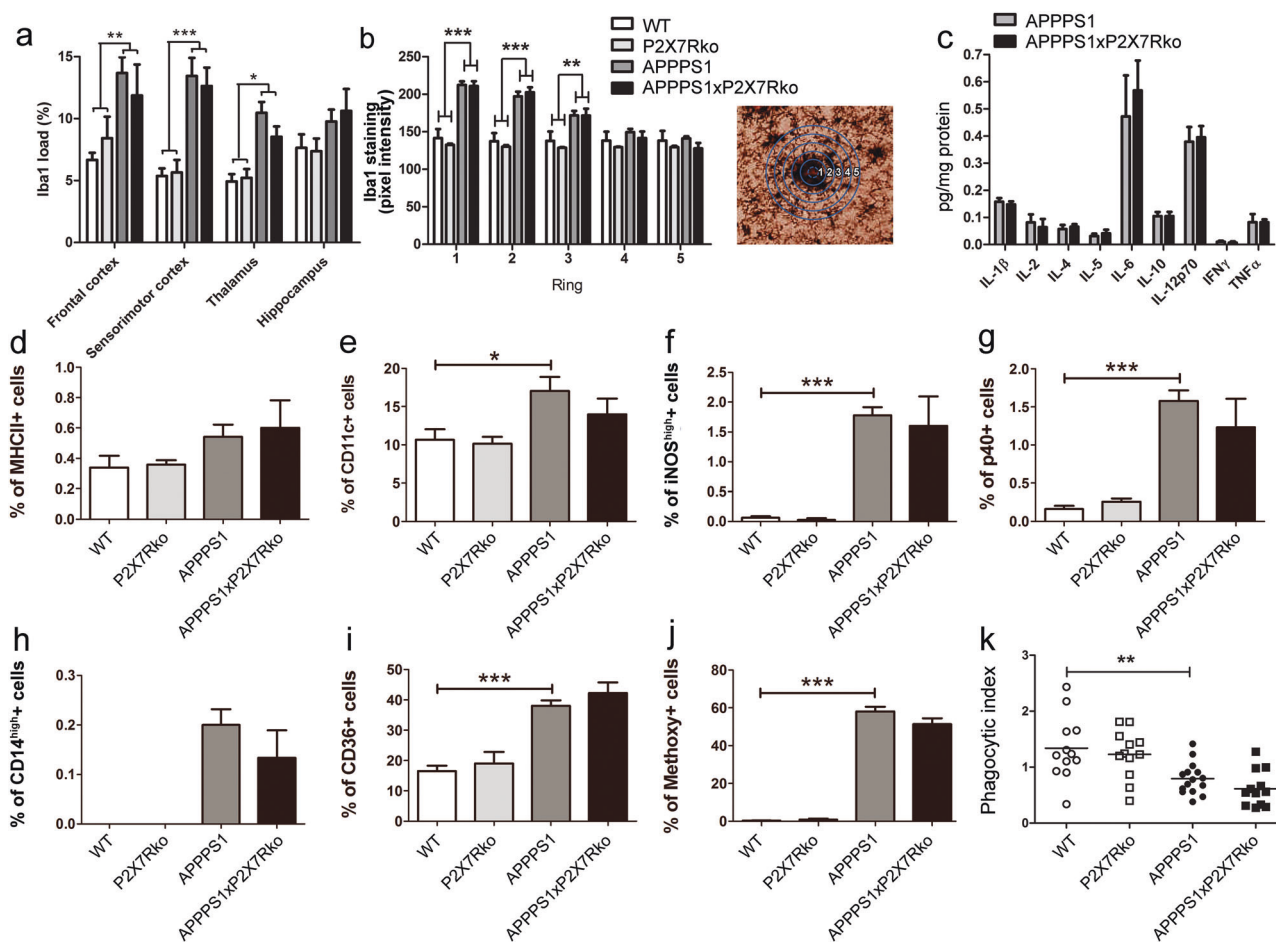 a
Iba1 load (%)
15
10
5
0
**
***
*
Frontal cortex
Sensorimotor cortex
Thalamus
Hippocampus
b
Iba1 staining
(pixel intensity)
250
200
150
100
50
0
***
***
**
1 2 3 4 5
Ring
WT
P2X7Rko
APPPS1
APPPS1xP2X7Rko
1 2 3 4 5
c
APPPS1
APPPS1xP2X7Rko
pg/mg protein
0.7
0.6
0.5
0.4
0.3
0.2
0.1
0.0
IL-1β
IL-2
IL-4
IL-5
IL-6
IL-10
IL-12p70
IFNγ
TNFα
d
% of MHCII+ cells
1.0
0.8
0.6
0.4
0.2
0.0
WT
P2X7Rko
APPPS1
APPPS1xP2X7Rko
e
% of CD11c+ cells
20
15
10
5
0
*
WT
P2X7Rko
APPPS1
APPPS1xP2X7Rko
f
% of iNOShigh+ cells
2.5
2.0
1.5
1.0
0.5
0.0
***
WT
P2X7Rko
APPPS1
APPPS1xP2X7Rko
g
% of p40+ cells
2.0
1.5
1.0
0.5
0.0
***
WT
P2X7Rko
APPPS1
APPPS1xP2X7Rko
h
% of CD14high+ cells
0.3
0.2
0.1
0.0
WT
P2X7Rko
APPPS1
APPPS1xP2X7Rko
i
% of CD36+ cells
50
40
30
20
10
0
***
WT
P2X7Rko
APPPS1
APPPS1xP2X7Rko
j
% of Methoxy+ cells
80
60
40
20
0
***
WT
P2X7Rko
APPPS1
APPPS1xP2X7Rko
k
Phagocytic index
3
2
1
0
**
WT
P2X7Rko
APPPS1
APPPS1xP2X7Rko